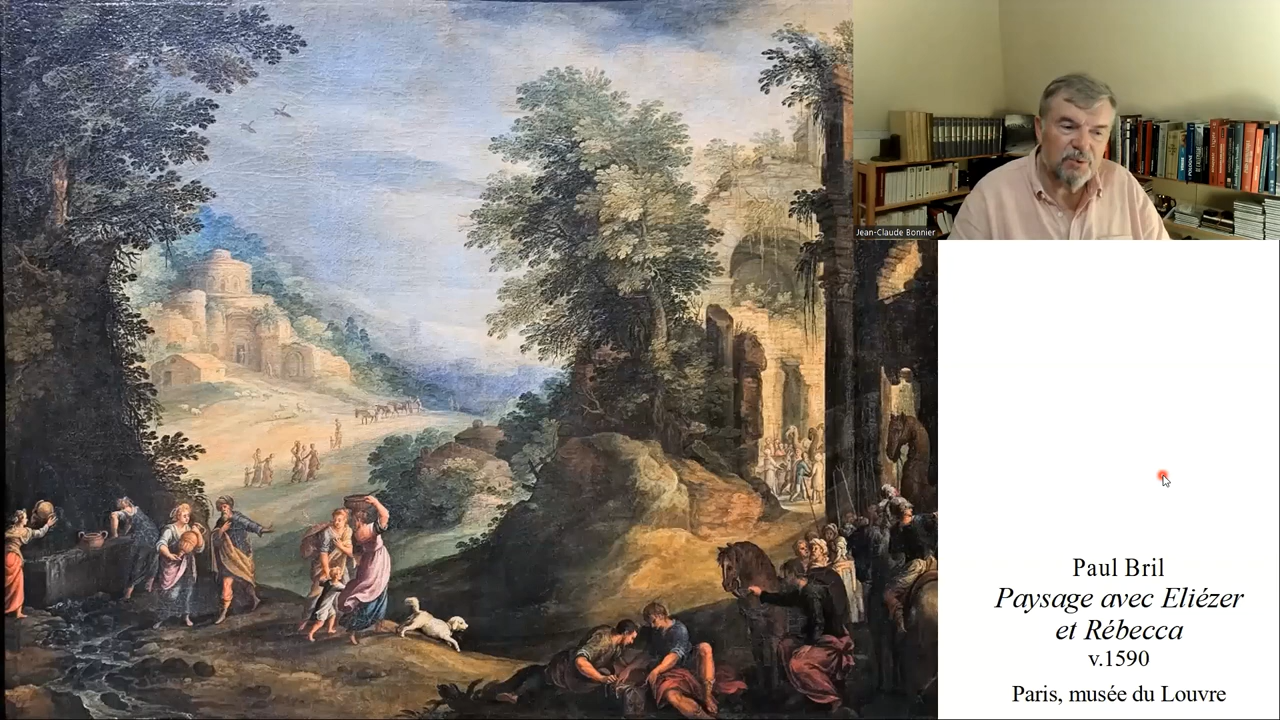 Jean-Claude Bonnier
Paul Bril
Paysage avec Eliézer
et Rébecca
v.1590
Paris, musée du Louvre